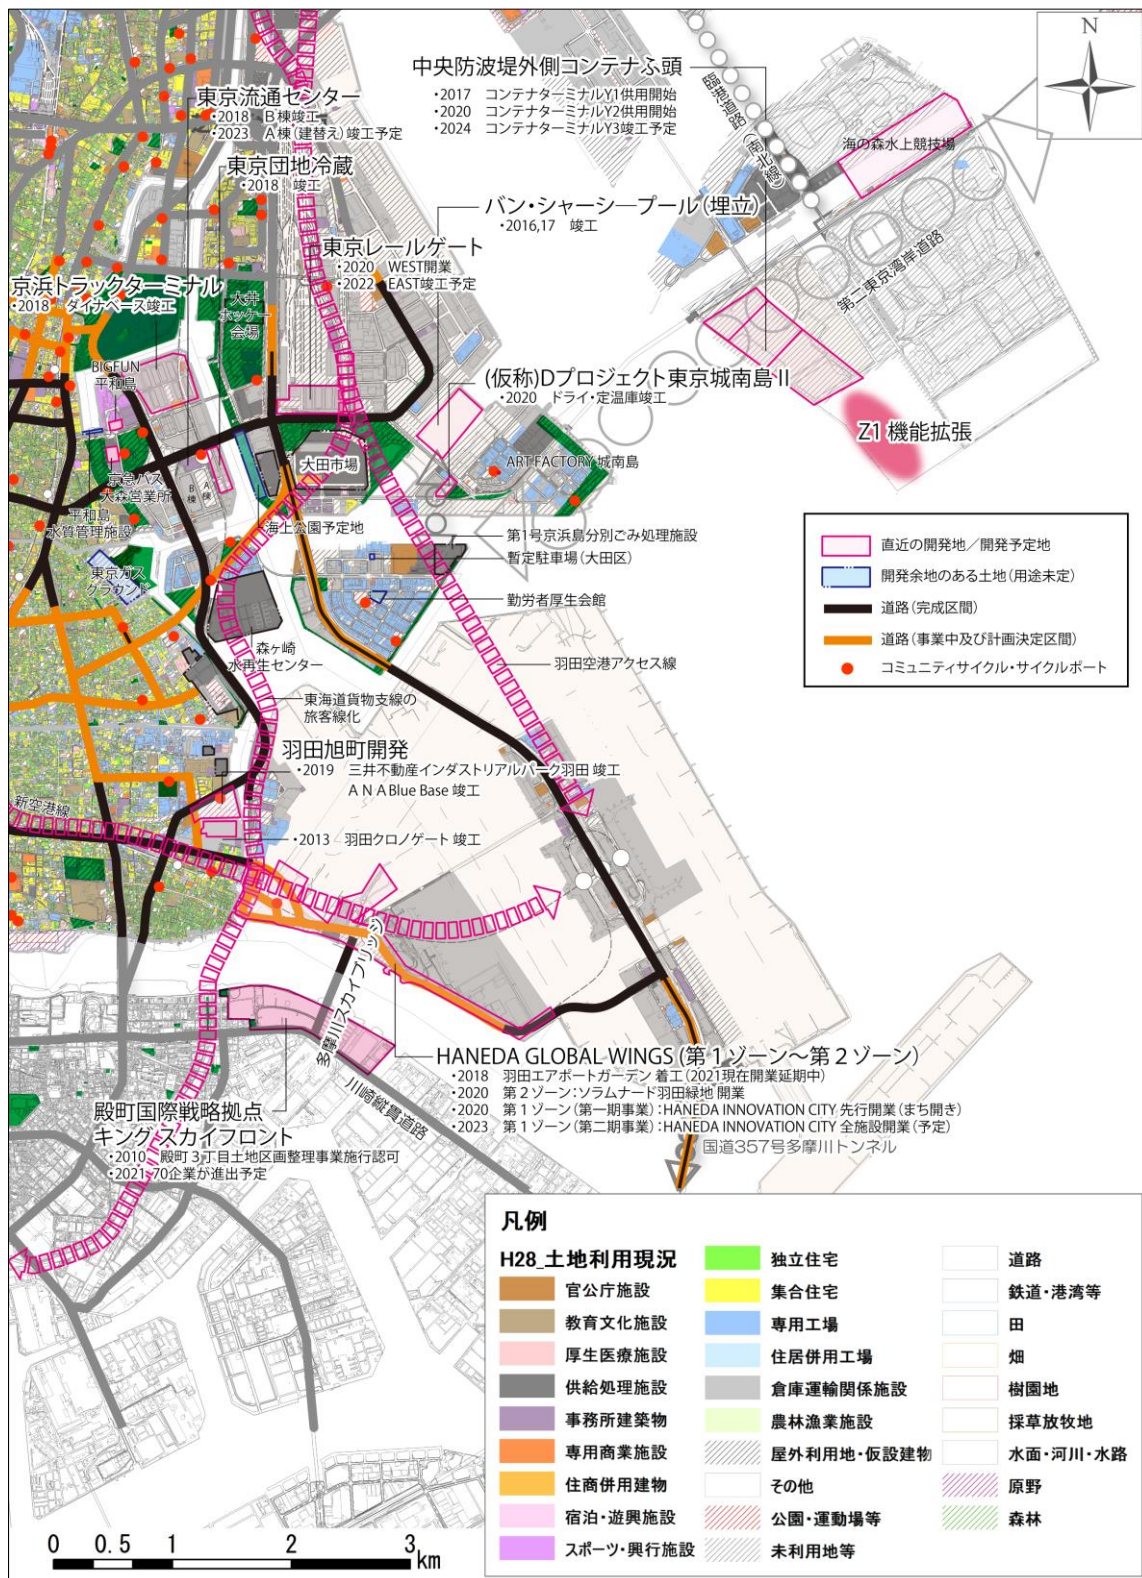 N
中央防波堤外側コンテナふ頭
・2017 コンテナターミナルY1供用開始
・2020 コンテナターミナルY2供用開始
・2024 コンテナターミナルY3竣工予定
臨港道路(南北線)
海の森水上競技場
第二東京湾岸道路
東京流通センター
・2018 B棟竣工
・2023 A棟(建替え)竣工予定
東京団地冷蔵
・2018 竣工
バン・シャーシープール(埋立)
・2016,17 竣工
東京レールゲート
・2020 WEST開業
・2022 EAST竣工予定
京浜トラックターミナル
・2018 ダイナベース竣工
大井
ホッケー
会場
BIGFUN
平和島
(仮称)Dプロジェクト東京城南島Ⅱ
・2020 ドライ・定温庫竣工
Z1 機能拡張
大田市場
ART FACTORY 城南島
京急バス
大森営業所
B棟
A棟
平和島
水質管理施設
海上公園予定地
第1号京浜島分別ごみ処理施設
暫定駐車場(大田区)
東京ガス
グラウンド
勤労者厚生会館
森ヶ崎
水再生センター
羽田空港アクセス線
東海道貨物支線の
旅客線化
直近の開発地/開発予定地
開発余地のある土地(用途未定)
道路(完成区間)
道路(事業中及び計画決定区間)
コミュニティサイクル・サイクルポート
羽田旭町開発
・2019 三井不動産インダストリアルパーク羽田 竣工
ANA Blue Base 竣工
新空港線
・2013 羽田クロノゲート 竣工
多摩川スカイブリッジ
HANEDA GLOBAL WINGS (第1ゾーン～第2ゾーン)
・2018 羽田エアポートガーデン 着工(2021現在開業延期中)
・2020 第2ゾーン:ソラムナード羽田緑地 開業
・2020 第1ゾーン(第一期事業):HANEDA INNOVATION CITY 先行開業(まち開き)
・2023 第1ゾーン(第二期事業):HANEDA INNOVATION CITY 全施設開業(予定)
国道357号多摩川トンネル
川崎縦貫道路
殿町国際戦略拠点
キング スカイフロント
・2010 殿町3丁目土地区画整理事業施行認可
・2021 70企業が進出予定
凡例
H28_土地利用現況
官公庁施設
教育文化施設
厚生医療施設
供給処理施設
事務所建築物
専用商業施設
住商併用建物
宿泊・遊興施設
スポーツ・興行施設
独立住宅
集合住宅
専用工場
住居併用工場
倉庫運輸関係施設
農林漁業施設
屋外利用地・仮設建物
その他
公園・運動場等
未利用地等
道路
鉄道・港湾等
田
畑
樹園地
採草放牧地
水面・河川・水路
原野
森林
0 0.5 1 2 3
km